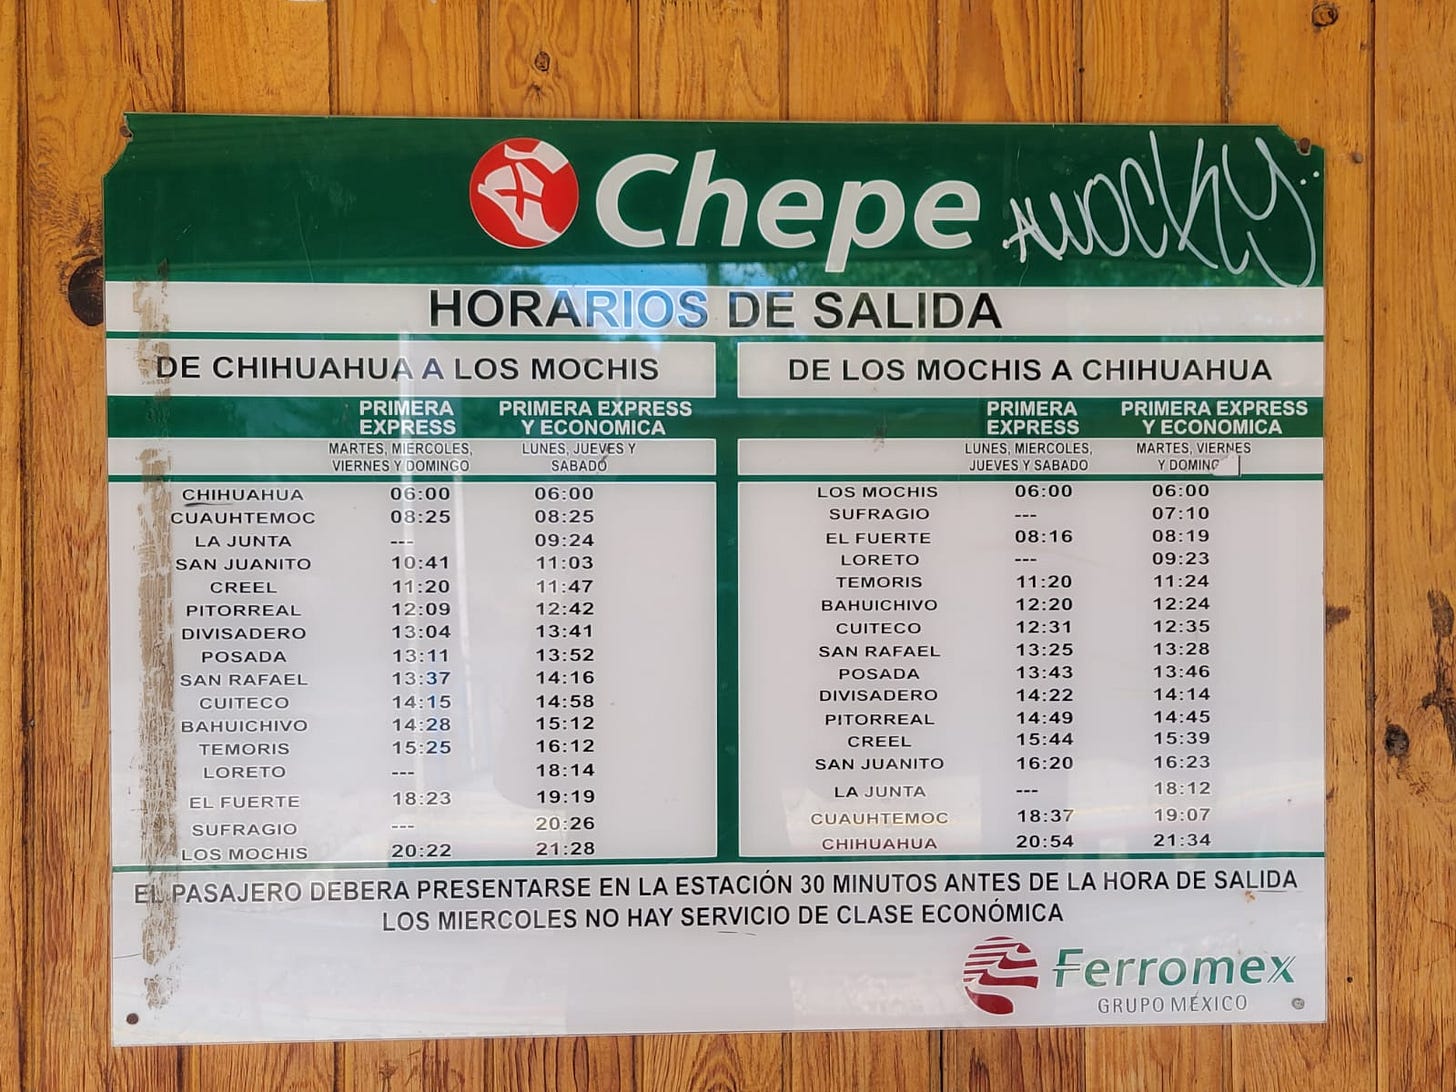 Chepe
Awocky
HORARIOS DE SALIDA
DE CHIHUAHUA A LOS MOCHIS
PRIMERA EXPRESS PRIMERA EXPRESS Y ECONOMICA
MARTES, MIERCOLES, VIERNES Y DOMINGO LUNES, JUEVES Y SABADO
CHIHUAHUA 06:00 06:00
CUAUHTEMOC 08:25 08:25
LA JUNTA --- 09:24
SAN JUANITO 10:41 11:03
CREEL 11:20 11:47
PITORREAL 12:09 12:42
DIVISADERO 13:04 13:41
POSADA 13:11 13:52
SAN RAFAEL 13:37 14:16
CUITECO 14:15 14:58
BAHUICHIVO 14:28 15:12
TEMORIS 15:25 16:12
LORETO --- 18:14
EL FUERTE 18:23 19:19
SUFRAGIO --- 20:26
LOS MOCHIS 20:22 21:28
DE LOS MOCHIS A CHIHUAHUA
PRIMERA EXPRESS PRIMERA EXPRESS Y ECONOMICA
LUNES, MIERCOLES, JUEVES Y SABADO MARTES, VIERNES Y DOMINGO
LOS MOCHIS 06:00 06:00
SUFRAGIO --- 07:10
EL FUERTE 08:16 08:19
LORETO --- 09:23
TEMORIS 11:20 11:24
BAHUICHIVO 12:20 12:24
CUITECO 12:31 12:35
SAN RAFAEL 13:25 13:28
POSADA 13:43 13:46
DIVISADERO 14:22 14:14
PITORREAL 14:49 14:45
CREEL 15:44 15:39
SAN JUANITO 16:20 16:23
LA JUNTA --- 18:12
CUAUHTEMOC 18:37 19:07
CHIHUAHUA 20:54 21:34
EL PASAJERO DEBERA PRESENTARSE EN LA ESTACIÓN 30 MINUTOS ANTES DE LA HORA DE SALIDA
LOS MIERCOLES NO HAY SERVICIO DE CLASE ECONÓMICA
Ferromex
GRUPO MÉXICO